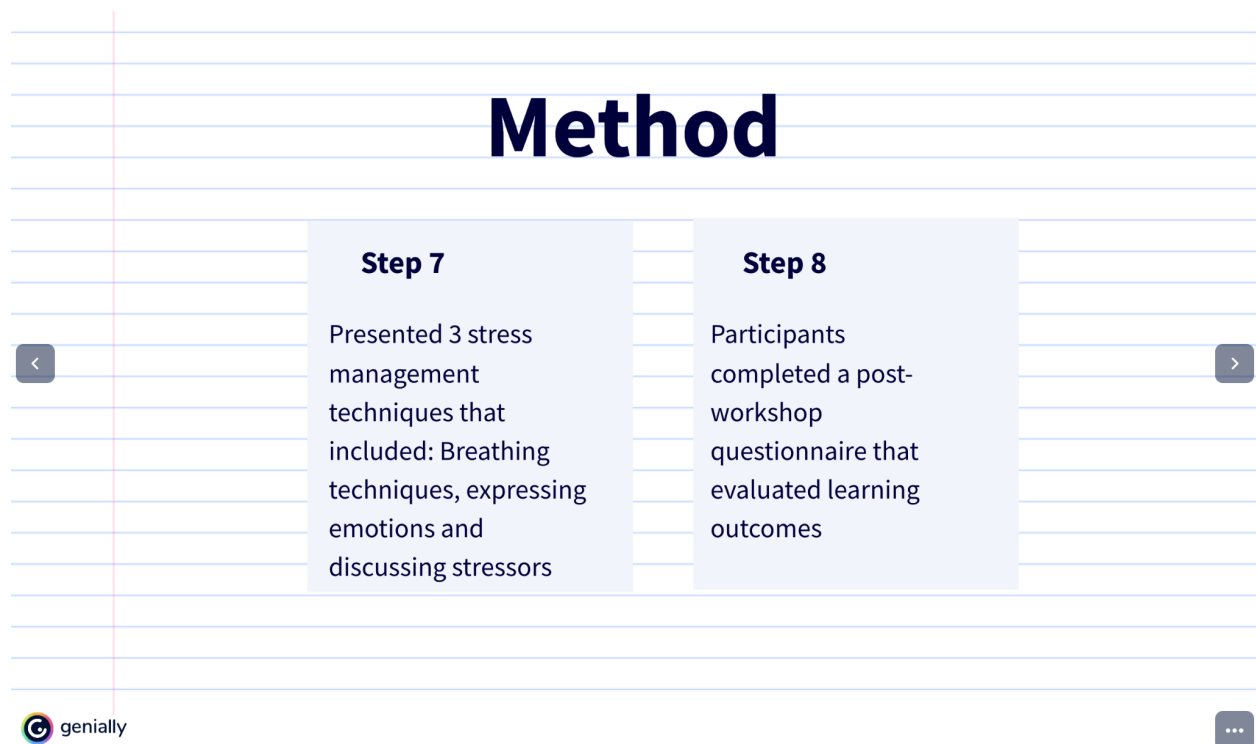 Method
Step 7
Presented 3 stress
management
techniques that
included: Breathing
techniques, expressing
emotions and
discussing stressors
Step 8
Participants
completed a post-
workshop
questionnaire that
evaluated learning
outcomes
genially